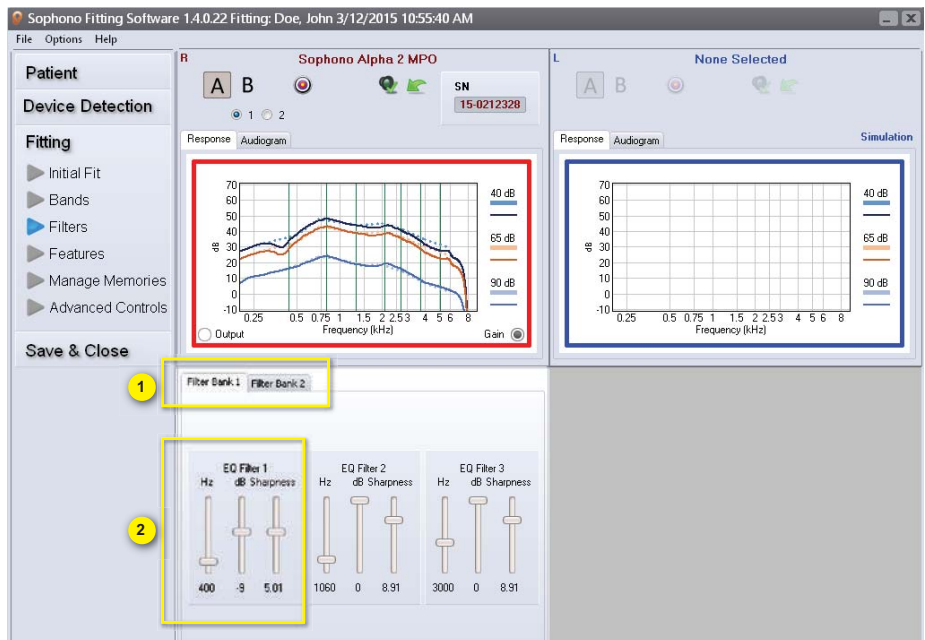 Sophono Fitting Software 1.4.0.22 Fitting: Doe, John 3/12/2015 10:55:40 AM
File Options Help
Patient
Device Detection
Fitting
Initial Fit
Bands
Filters
Features
Manage Memories
Advanced Controls
Save & Close
R Sophono Alpha 2 MPO
A B
SN
15-0212328
1 2
Response Audiogram
70
60
50
40
30
20
10
0
-10
dB
0.25 0.5 0.75 1 1.5 2 2.5 3 4 5 6 8
Frequency (kHz)
40 dB
65 dB
90 dB
Output Gain
L None Selected
A B
Response Audiogram Simulation
70
60
50
40
30
20
10
0
-10
dB
0.25 0.5 0.75 1 1.5 2 2.5 3 4 5 6 8
Frequency (kHz)
40 dB
65 dB
90 dB
1
Filter Bank 1 Filter Bank 2
2
EQ Filter 1
Hz dB Sharpness
400 -9 5.01
EQ Filter 2
Hz dB Sharpness
1060 0 8.91
EQ Filter 3
Hz dB Sharpness
3000 0 8.91